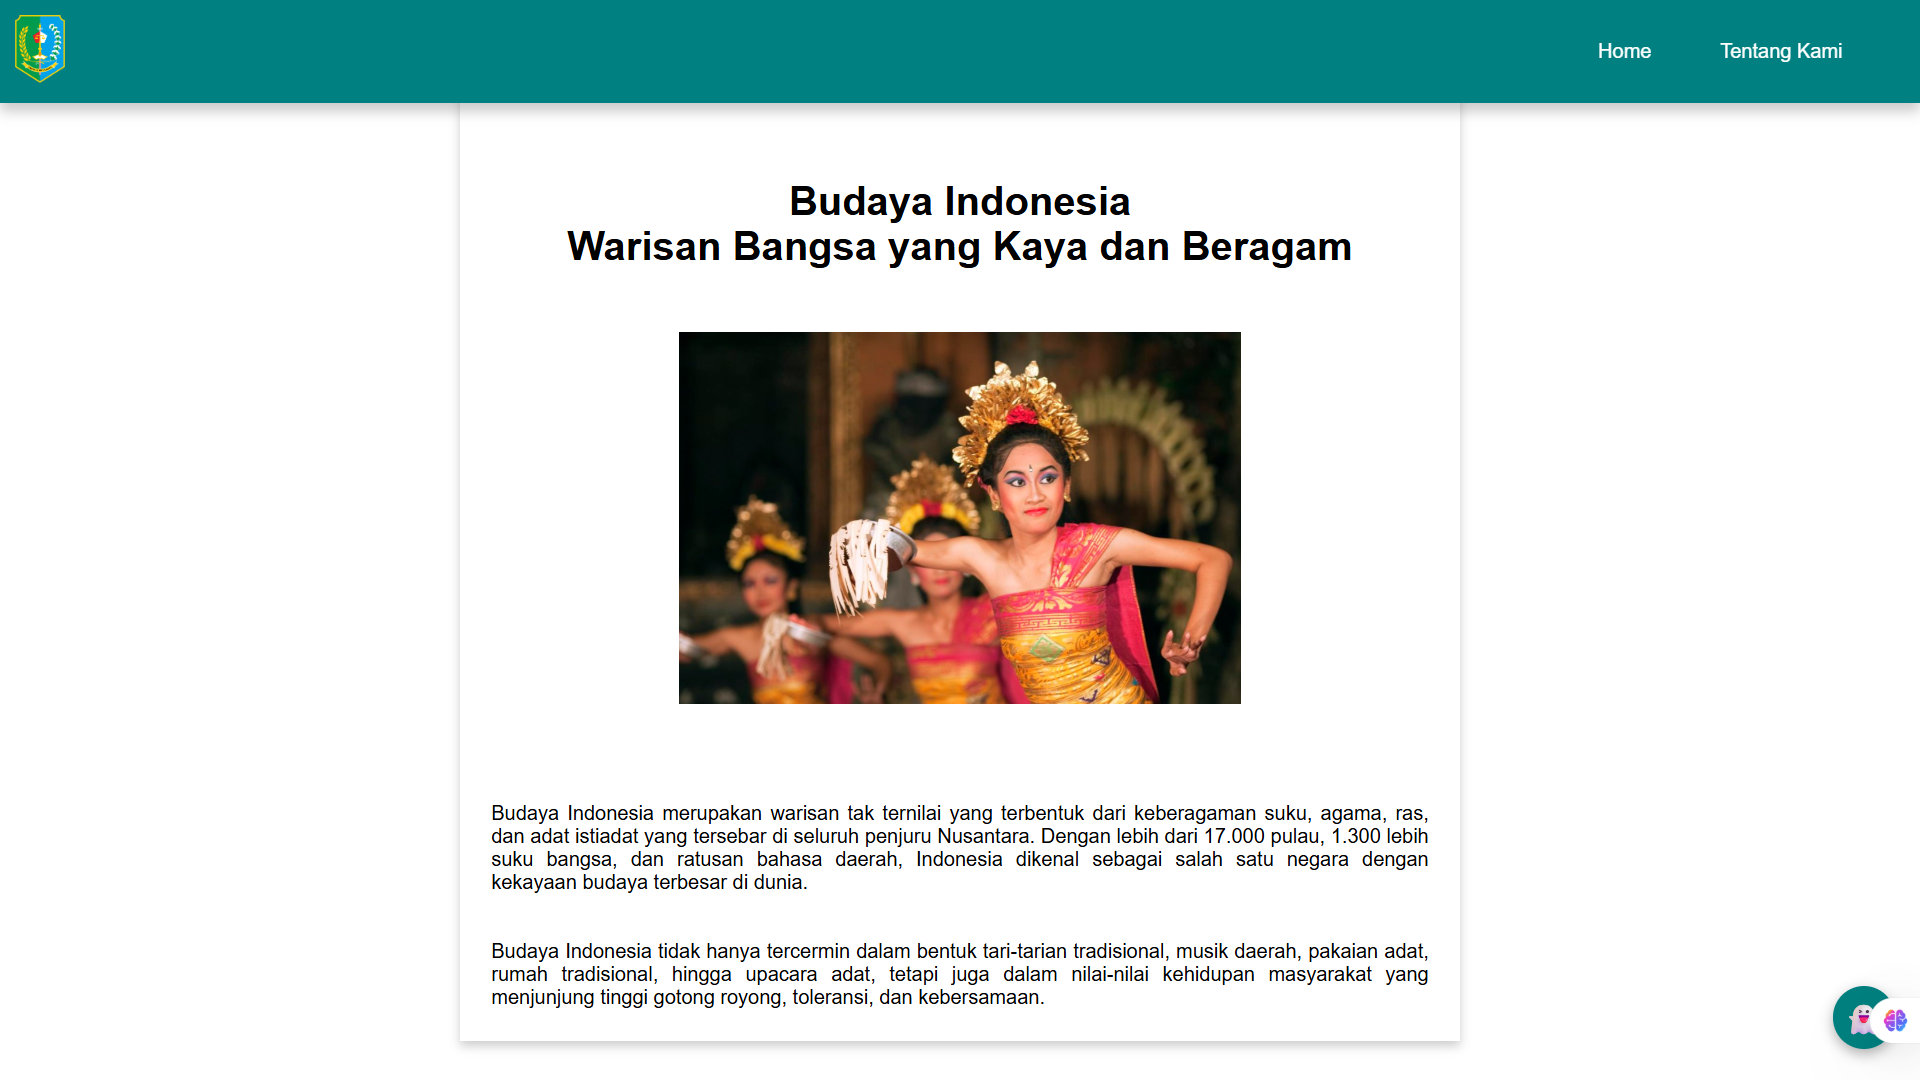 Home
Tentang Kami
Budaya Indonesia
Warisan Bangsa yang Kaya dan Beragam
Budaya Indonesia merupakan warisan tak ternilai yang terbentuk dari keberagaman suku, agama, ras,
dan adat istiadat yang tersebar di seluruh penjuru Nusantara. Dengan lebih dari 17.000 pulau, 1.300 lebih
suku bangsa, dan ratusan bahasa daerah, Indonesia dikenal sebagai salah satu negara dengan
kekayaan budaya terbesar di dunia.
Budaya Indonesia tidak hanya tercermin dalam bentuk tari-tarian tradisional, musik daerah, pakaian adat,
rumah tradisional, hingga upacara adat, tetapi juga dalam nilai-nilai kehidupan masyarakat yang
menjunjung tinggi gotong royong, toleransi, dan kebersamaan.